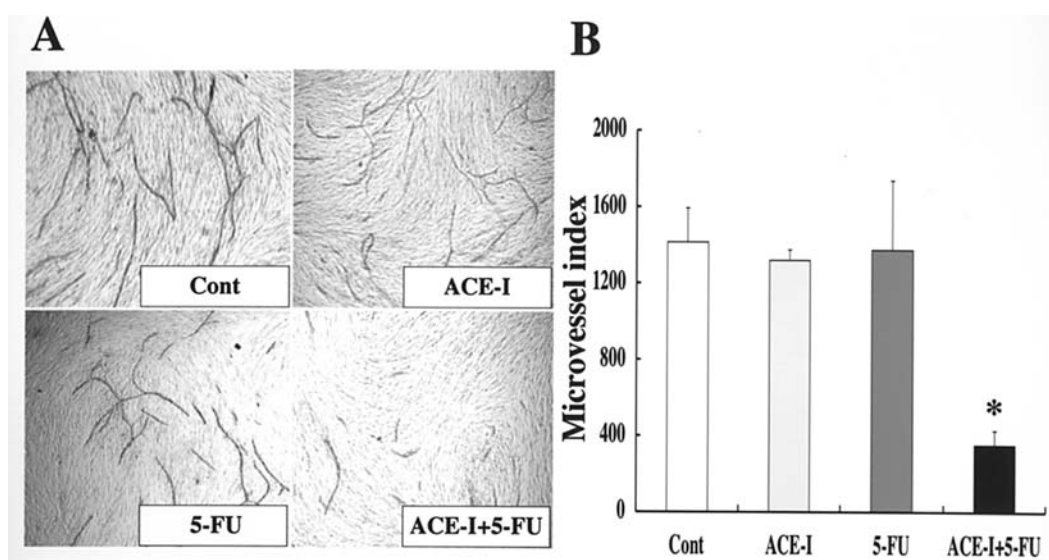 A
Cont
ACE-I
5-FU
ACE-I+5-FU
B
Microvessel index
2000
1600
1200
800
400
0
*
Cont
ACE-I
5-FU
ACE-I+5-FU